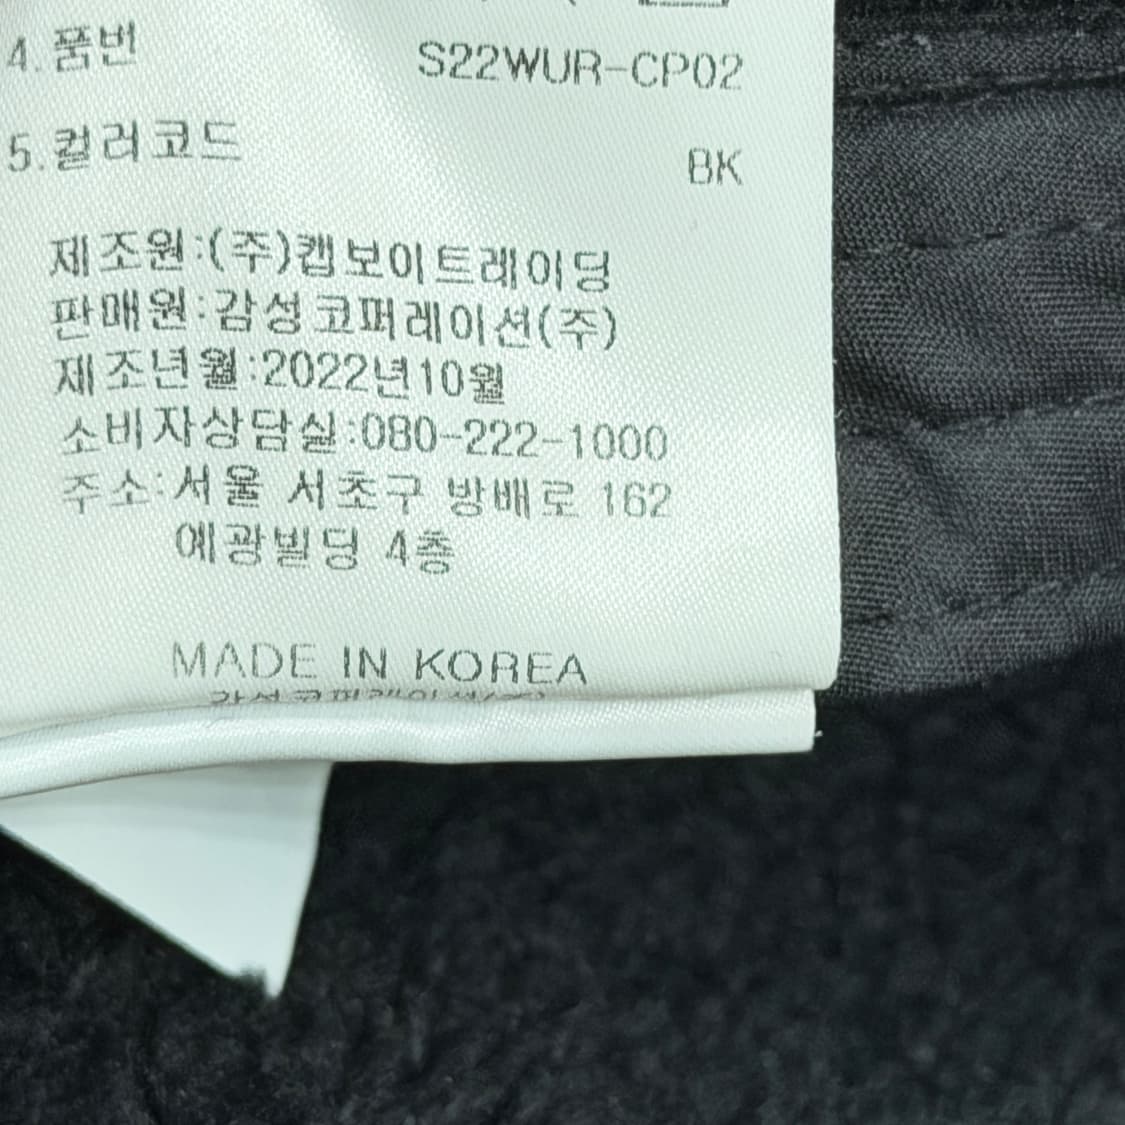 4. 품번 S22WUR-CP02
5. 컬러코드 BK
제조원:(주)캡보이트레이딩
판매원:감성코퍼레이션(주)
제조년월:2022년10월
소비자상담실:080-222-1000
주소:서울 서초구 방배로 162
예광빌딩 4층
MADE IN KOREA